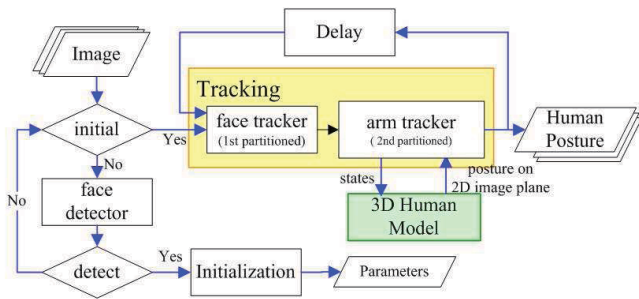 Image
Delay
Tracking
initial
Yes
face tracker
(1st partitioned)
arm tracker
(2nd partitioned)
Human
Posture
No
No
face
detector
states
posture on
2D image plane
3D Human
Model
detect
Yes
Initialization
Parameters